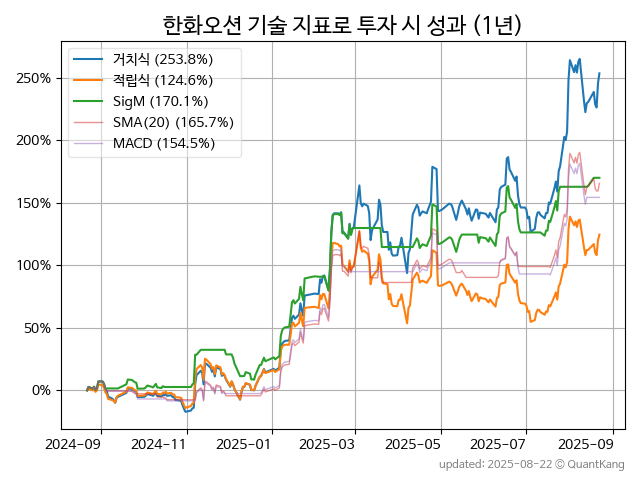 한화오션 기술 지표로 투자 시 성과 (1년)
거치식 (253.8%)
적립식 (124.6%)
SigM (170.1%)
SMA(20) (165.7%)
MACD (154.5%)
250%
200%
150%
100%
50%
0%
2024-09 2024-11 2025-01 2025-03 2025-05 2025-07 2025-09
updated: 2025-08-22 © QuantKang